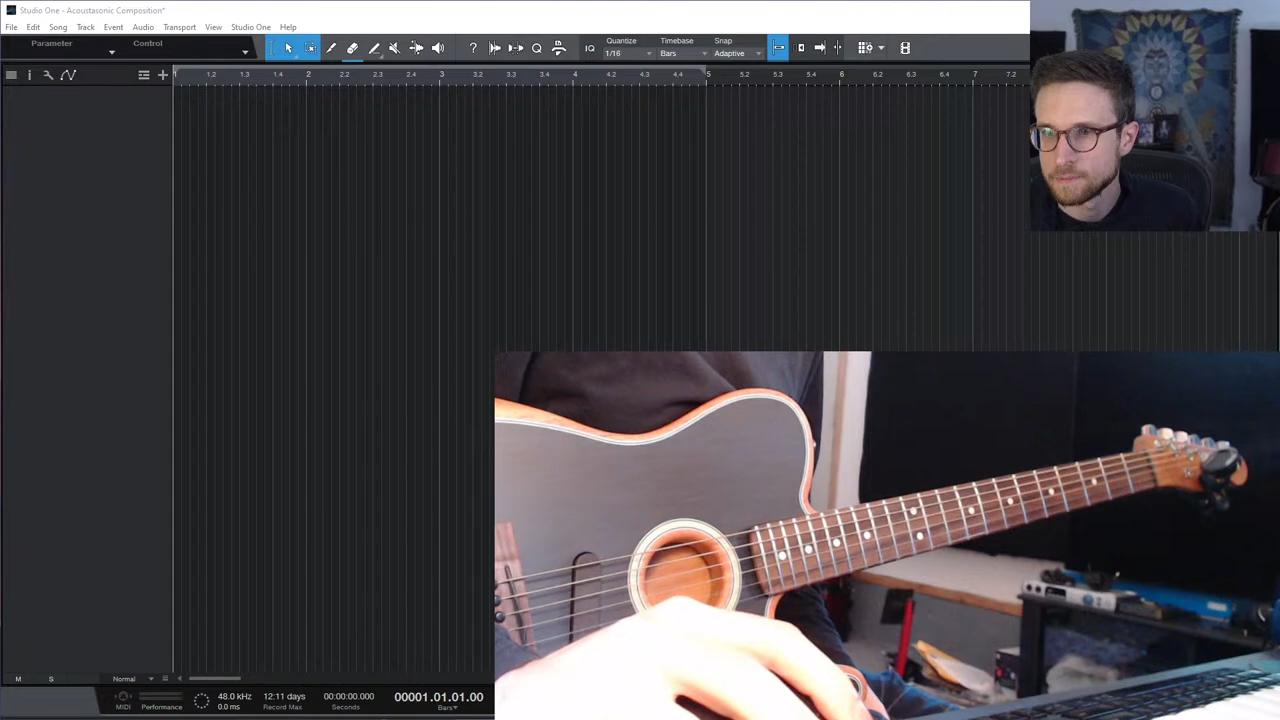 Studio One - Acoustasonic Composition*
File Edit Song Track Event Audio Transport View Studio One Help
Parameter Control
? IQ Quantize 1/16 Timebase Bars Snap Adaptive
1 1.2 1.3 1.4 2 2.2 2.3 2.4 3 3.2 3.3 3.4 4 4.2 4.3 4.4 5 5.2 5.3 5.4 6 6.2 6.3 6.4 7 7.2
M S Normal
MIDI Performance 48.0 kHz 12:11 days 00:00:00.000 00001.01.01.00
0.0 ms Record Max Seconds Bars